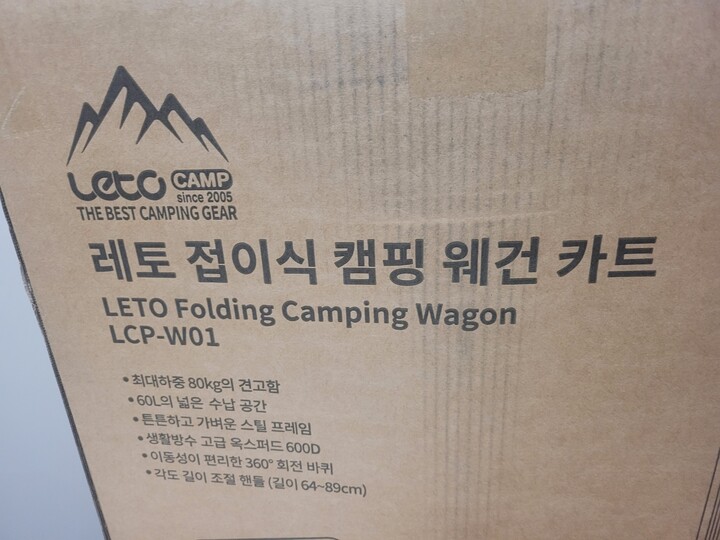 Leto CAMP
since 2005
THE BEST CAMPING GEAR
레토 접이식 캠핑 웨건 카트
LETO Folding Camping Wagon
LCP-W01
•최대하중 80kg의 견고함
•60L의 넓은 수납 공간
•튼튼하고 가벼운 스틸 프레임
•생활방수 고급 옥스퍼드 600D
•이동성이 편리한 360° 회전 바퀴
•각도 길이 조절 핸들 (길이 64~89cm)